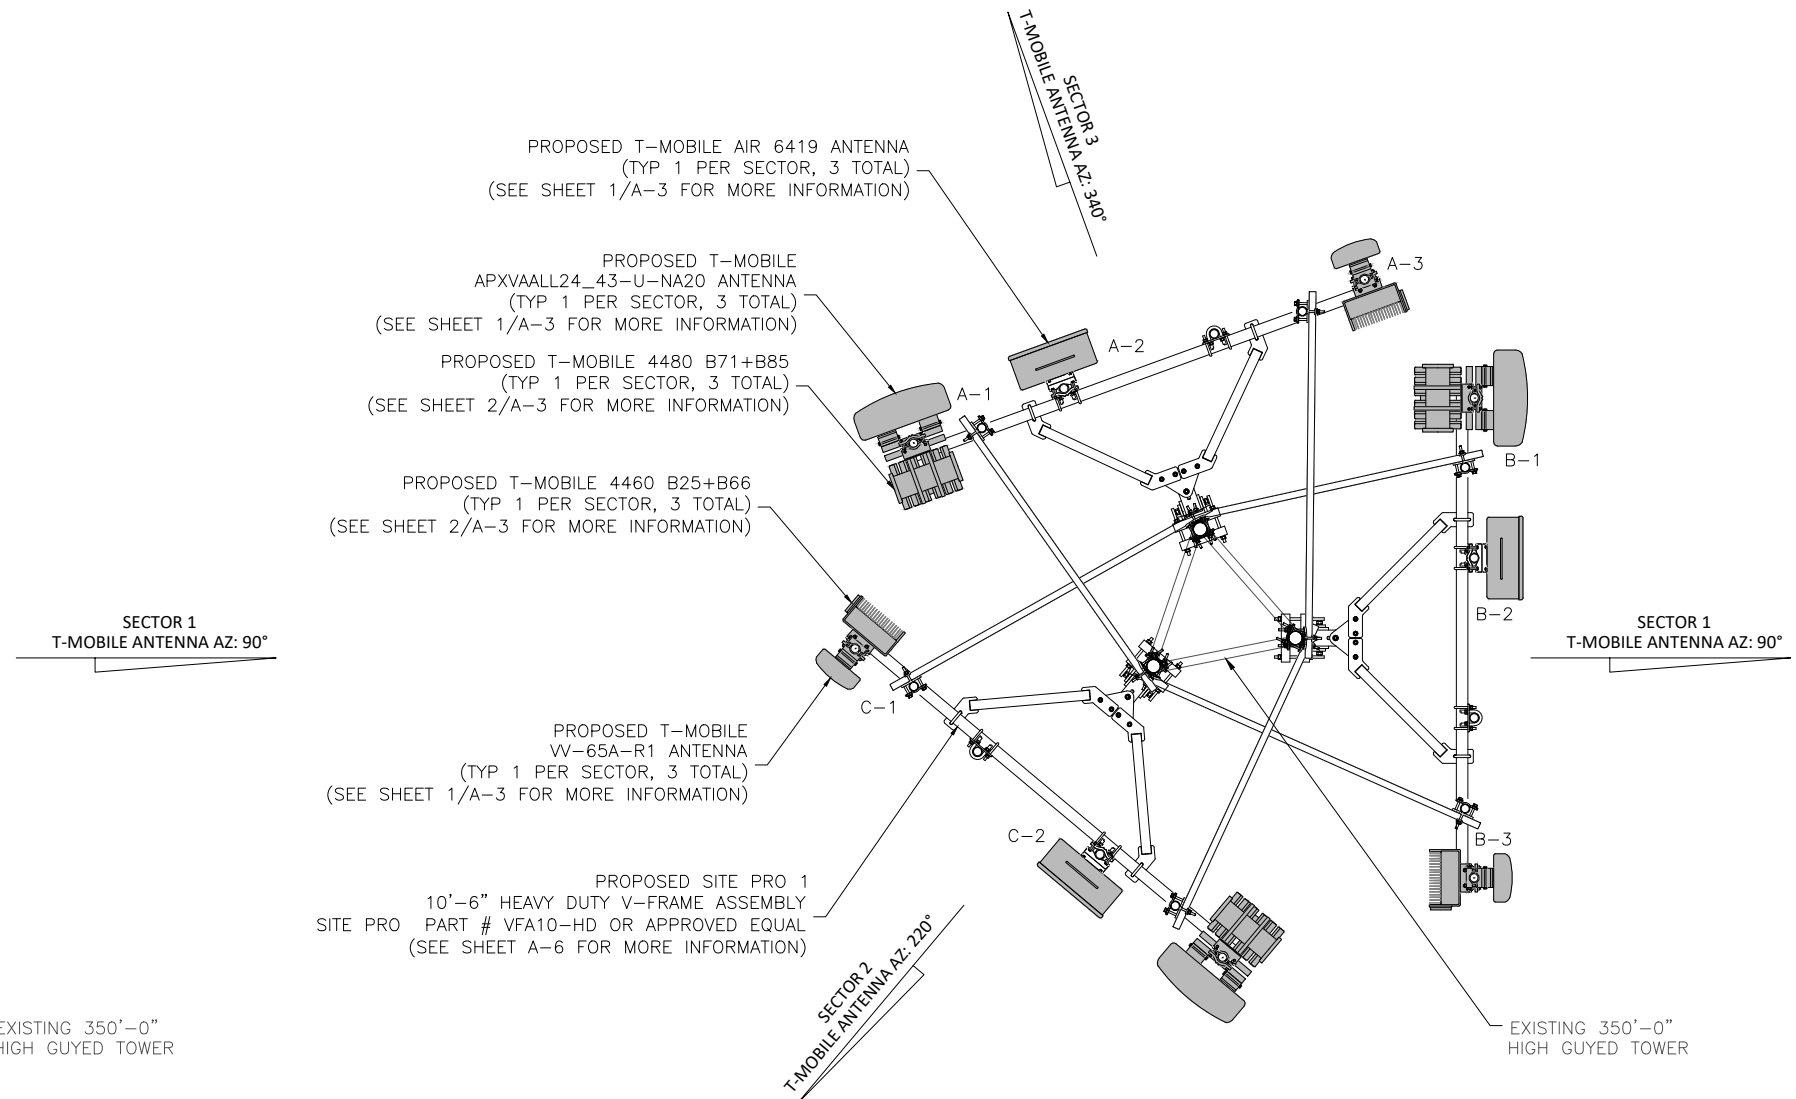 SECTOR 3
T-MOBILE ANTENNA AZ: 340°
PROPOSED T-MOBILE AIR 6419 ANTENNA
(TYP 1 PER SECTOR, 3 TOTAL)
(SEE SHEET 1/A-3 FOR MORE INFORMATION)
PROPOSED T-MOBILE
APXVAALL24_43-U-NA20 ANTENNA
(TYP 1 PER SECTOR, 3 TOTAL)
(SEE SHEET 1/A-3 FOR MORE INFORMATION)
PROPOSED T-MOBILE 4480 B71+B85
(TYP 1 PER SECTOR, 3 TOTAL)
(SEE SHEET 2/A-3 FOR MORE INFORMATION)
PROPOSED T-MOBILE 4460 B25+B66
(TYP 1 PER SECTOR, 3 TOTAL)
(SEE SHEET 2/A-3 FOR MORE INFORMATION)
A-3
A-2
A-1
B-1
B-2
B-3
C-1
C-2
SECTOR 1
T-MOBILE ANTENNA AZ: 90°
SECTOR 1
T-MOBILE ANTENNA AZ: 90°
PROPOSED T-MOBILE
VV-65A-R1 ANTENNA
(TYP 1 PER SECTOR, 3 TOTAL)
(SEE SHEET 1/A-3 FOR MORE INFORMATION)
PROPOSED SITE PRO 1
10'-6" HEAVY DUTY V-FRAME ASSEMBLY
SITE PRO PART # VFA10-HD OR APPROVED EQUAL
(SEE SHEET A-6 FOR MORE INFORMATION)
SECTOR 2
T-MOBILE ANTENNA AZ: 220°
EXISTING 350'-0"
HIGH GUYED TOWER
EXISTING 350'-0"
HIGH GUYED TOWER